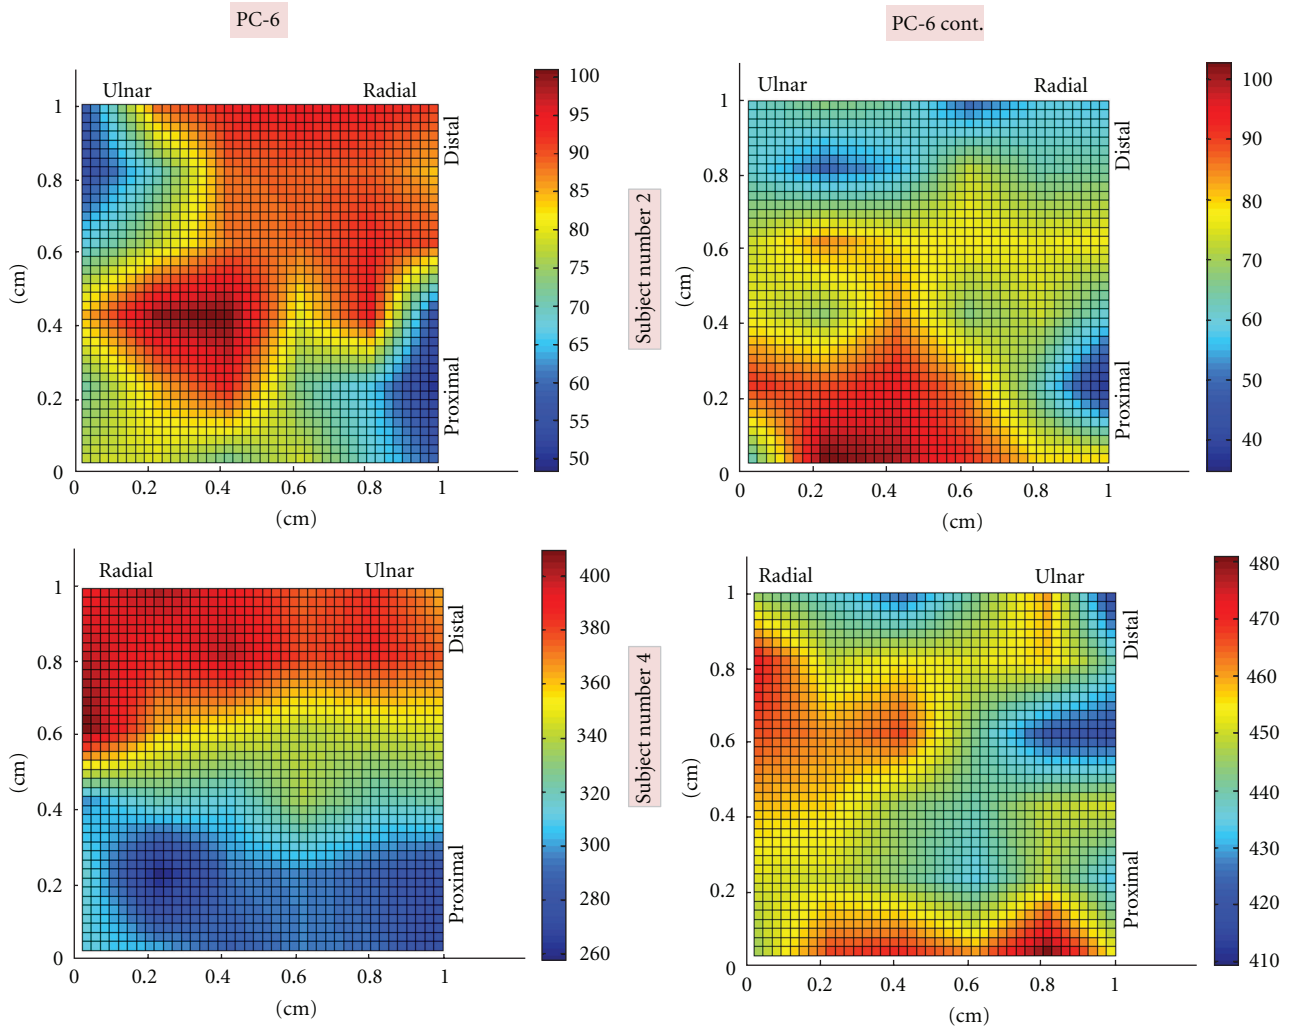 PC-6
PC-6 cont.
Ulnar
Radial
Distal
Proximal
1
0.8
0.6
0.4
0.2
0
(cm)
0
0.2
0.4
0.6
0.8
1
(cm)
100
95
90
85
80
75
70
65
60
55
50
Subject number 2
Ulnar
Radial
Distal
Proximal
1
0.8
0.6
0.4
0.2
0
(cm)
0
0.2
0.4
0.6
0.8
1
(cm)
100
90
80
70
60
50
40
Radial
Ulnar
Distal
Proximal
1
0.8
0.6
0.4
0.2
0
(cm)
0
0.2
0.4
0.6
0.8
1
(cm)
400
380
360
340
320
300
280
260
Subject number 4
Radial
Ulnar
Distal
Proximal
1
0.8
0.6
0.4
0.2
0
(cm)
0
0.2
0.4
0.6
0.8
1
(cm)
480
470
460
450
440
430
420
410